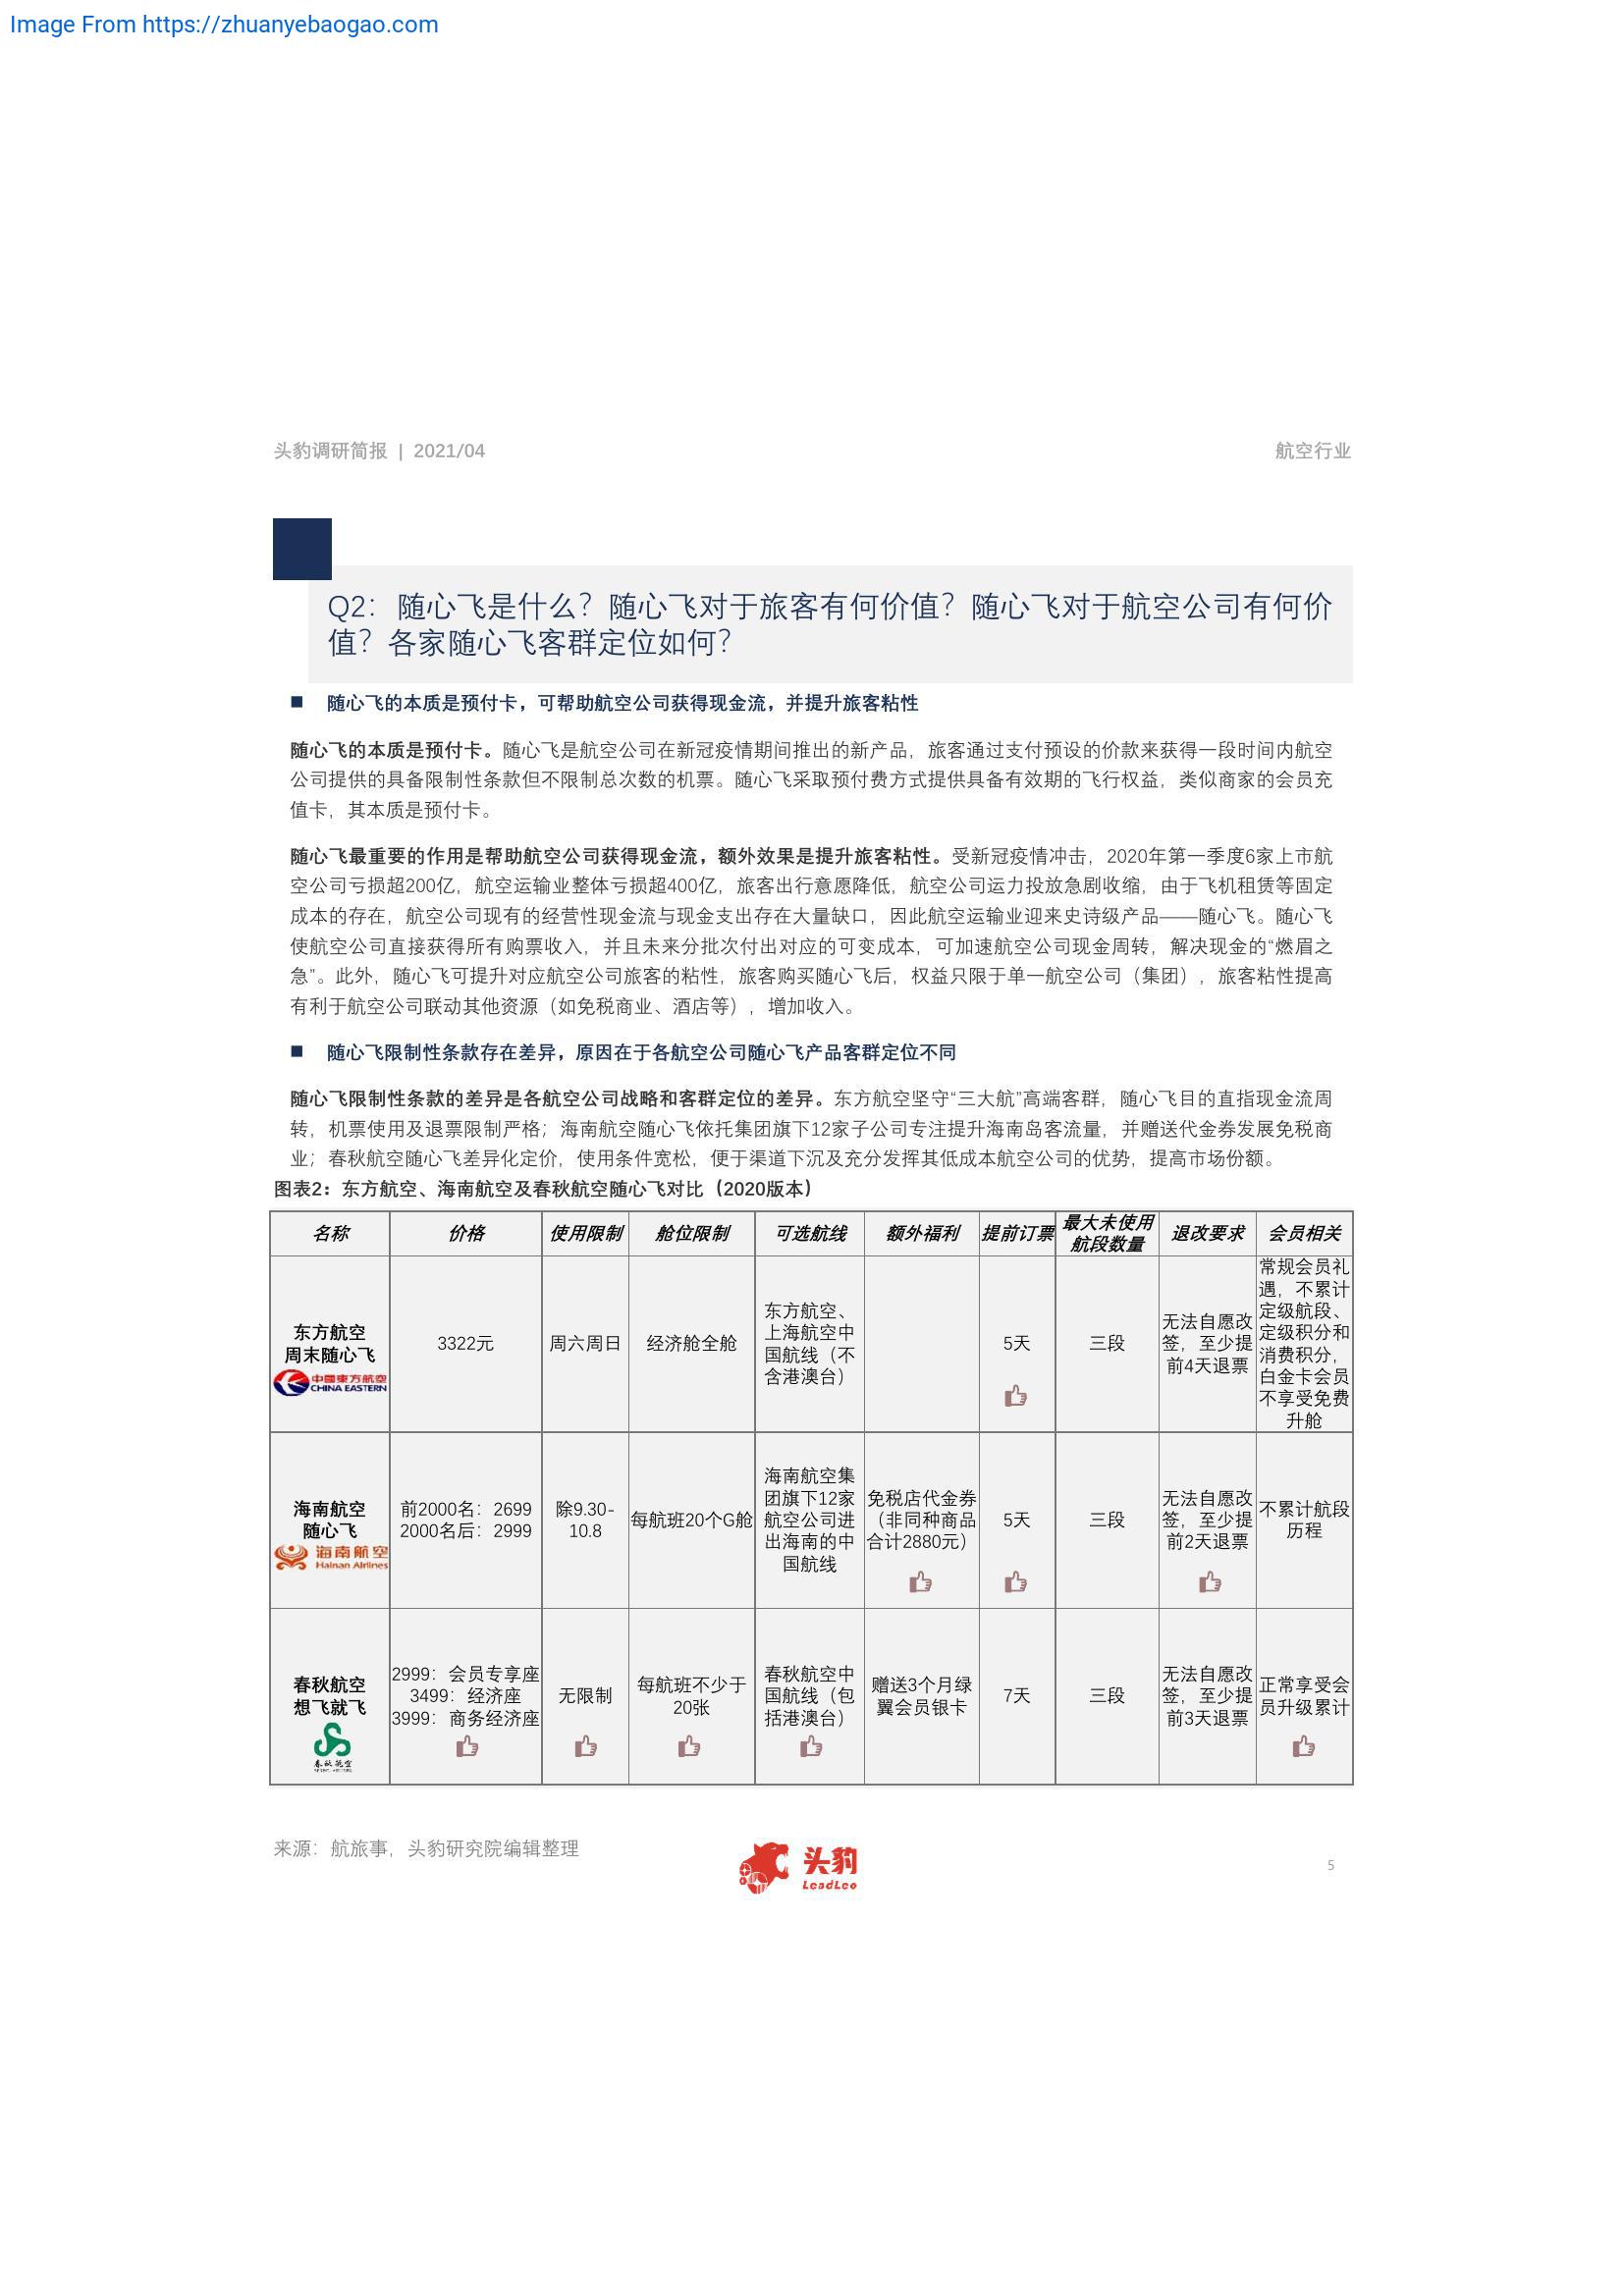 Image From https://zhuanyebaogao.com
头豹调研简报 | 2021/04
航空行业
Q2：随心飞是什么？随心飞对于旅客有何价值？随心飞对于航空公司有何价
值？各家随心飞客群定位如何？
■ 随心飞的本质是预付卡，可帮助航空公司获得现金流，并提升旅客粘性
随心飞的本质是预付卡。随心飞是航空公司在新冠疫情期间推出的新产品，旅客通过支付预设的价款来获得一段时间内航空
公司提供的具备限制性条款但不限制总次数的机票。随心飞采取预付费方式提供具备有效期的飞行权益，类似商家的会员充
值卡，其本质是预付卡。
随心飞最重要的作用是帮助航空公司获得现金流，额外效果是提升旅客粘性。受新冠疫情冲击，2020年第一季度6家上市航
空公司亏损超200亿，航空运输业整体亏损超400亿，旅客出行意愿降低，航空公司运力投放急剧收缩，由于飞机租赁等固定
成本的存在，航空公司现有的经营性现金流与现金支出存在大量缺口，因此航空运输业迎来史诗级产品——随心飞。随心飞
使航空公司直接获得所有购票收入，并且未来分批次付出对应的可变成本，可加速航空公司现金周转，解决现金的“燃眉之
急”。此外，随心飞可提升对应航空公司旅客的粘性，旅客购买随心飞后，权益只限于单一航空公司（集团），旅客粘性提高
有利于航空公司联动其他资源（如免税商业、酒店等），增加收入。
■ 随心飞限制性条款存在差异，原因在于各航空公司随心飞产品客群定位不同
随心飞限制性条款的差异是各航空公司战略和客群定位的差异。东方航空坚守“三大航”高端客群，随心飞目的直指现金流周
转，机票使用及退票限制严格；海南航空随心飞依托集团旗下12家子公司专注提升海南岛客流量，并赠送代金券发展免税商
业；春秋航空随心飞差异化定价，使用条件宽松，便于渠道下沉及充分发挥其低成本航空公司的优势，提高市场份额。
图表2：东方航空、海南航空及春秋航空随心飞对比（2020版本）
名称
价格
使用限制
舱位限制
可选航线
额外福利
提前订票
最大未使用
航段数量
退改要求
会员相关
东方航空
周末随心飞
中國東方航空
CHINA EASTERN
3322元
周六周日
经济舱全舱
东方航空、
上海航空中
国航线（不
含港澳台）
5天
三段
无法自愿改
签，至少提
前4天退票
常规会员礼
遇，不累计
定级航段、
定级积分和
消费积分，
白金卡会员
不享受免费
升舱
海南航空
随心飞
海南航空
Hainan Airlines
前2000名：2699
2000名后：2999
除9.30-
10.8
每航班20个G舱
海南航空集
团旗下12家
航空公司进
出海南的中
国航线
免税店代金券
（非同种商品
合计2880元）
5天
三段
无法自愿改
签，至少提
前2天退票
不累计航段
历程
春秋航空
想飞就飞
春秋航空
2999：会员专享座
3499：经济座
3999：商务经济座
无限制
每航班不少于
20张
春秋航空中
国航线（包
括港澳台）
赠送3个月绿
翼会员银卡
7天
三段
无法自愿改
签，至少提
前3天退票
正常享受会
员升级累计
来源：航旅事，头豹研究院编辑整理
头豹
LeadLeo
5